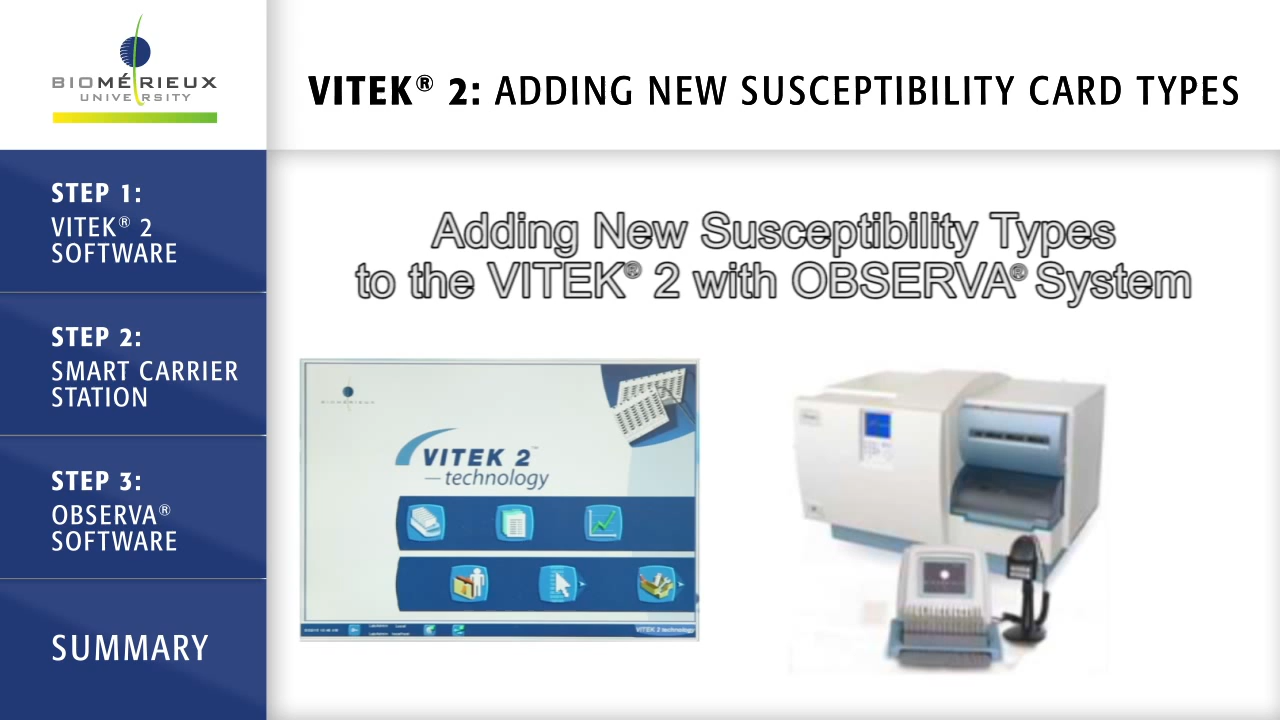 BIOMÉRIEUX
UNIVERSITY
VITEK® 2: ADDING NEW SUSCEPTIBILITY CARD TYPES
STEP 1:
VITEK® 2
SOFTWARE
STEP 2:
SMART CARRIER
STATION
STEP 3:
OBSERVA®
SOFTWARE
SUMMARY
Adding New Susceptibility Types
to the VITEK® 2 with OBSERVA® System
BIOMÉRIEUX
VITEK 2™
technology
VITEK 2 technology